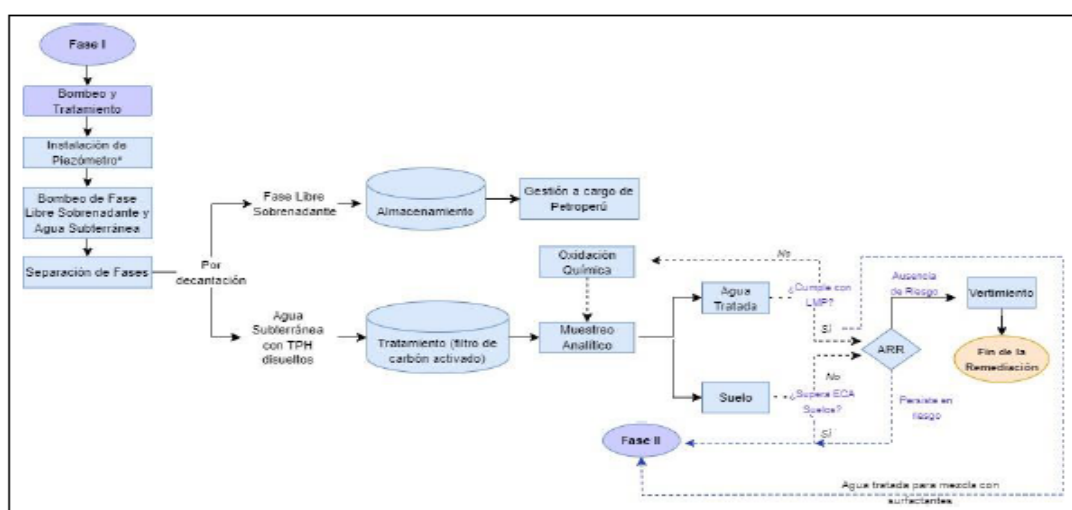 Fase I
Bombeo y
Tratamiento
Instalación de
Piezómetro*
Bombeo de Fase
Libre Sobrenadante y
Agua Subterránea
Separación de Fases
Por
decantación
Fase Libre
Sobrenadante
Almacenamiento
Gestión a cargo de
Petroperú
Agua
Subterránea
con TPH
disueltos
Tratamiento (filtro de
carbón activado)
Oxidación
Química
Muestreo
Analítico
Agua
Tratada
Suelo
No
¿Cumple con
LMP?
Sí
No
¿Supera ECA
Suelos?
Sí
ARR
Ausencia
de Riesgo
Vertimiento
Fin de la
Remediación
Persiste en
riesgo
Fase II
Agua tratada para mezcla con
surfactantes